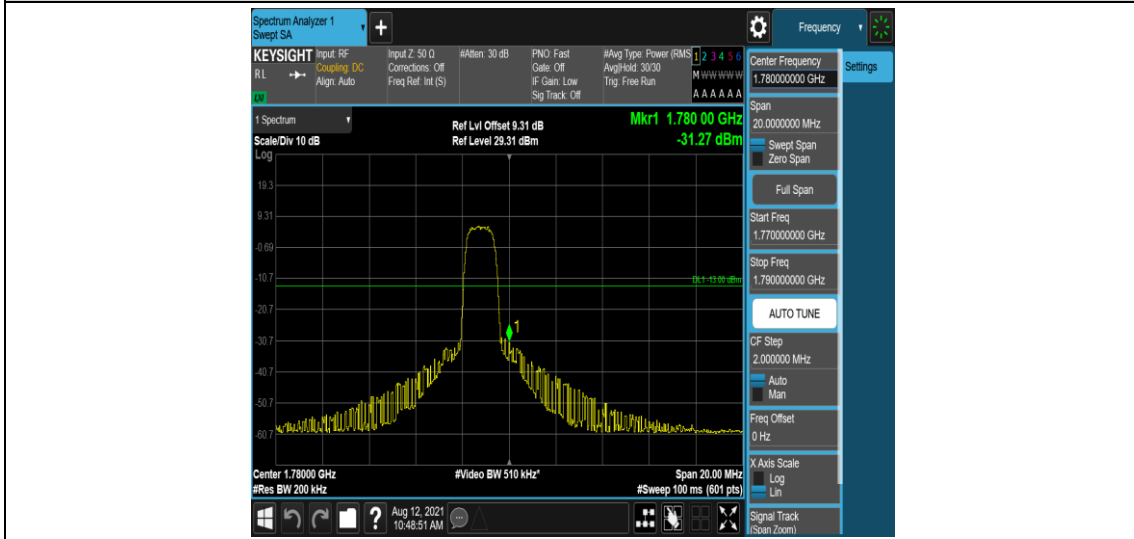 Spectrum Analyzer 1
Swept SA
+
Frequency
KEYSIGHT
RL
Input: RF
Coupling: DC
Align: Auto
Input Z: 50 Ω
Corrections: Off
Freq Ref: Int (S)
#Atten: 30 dB
PNO: Fast
Gate: Off
IF Gain: Low
Sig Track: Off
#Avg Type: Power (RMS
Avg|Hold: 30/30
Trig: Free Run
1 2 3 4 5 6
M W W W W W
A A A A A A
1 Spectrum
Scale/Div 10 dB
Log
Ref Lvl Offset 9.31 dB
Ref Level 29.31 dBm
Mkr1 1.780 00 GHz
-31.27 dBm
19.3
9.31
-0.69
-10.7
-20.7
-30.7
-40.7
-50.7
-60.7
DL1 -13.00 dBm
1
Center 1.78000 GHz
#Res BW 200 kHz
#Video BW 510 kHz*
Span 20.00 MHz
#Sweep 100 ms (601 pts)
?
Aug 12, 2021
10:48:51 AM
Center Frequency
1.780000000 GHz
Settings
Span
20.0000000 MHz
Swept Span
Zero Span
Full Span
Start Freq
1.770000000 GHz
Stop Freq
1.790000000 GHz
AUTO TUNE
CF Step
2.000000 MHz
Auto
Man
Freq Offset
0 Hz
X Axis Scale
Log
Lin
Signal Track
(Span Zoom)